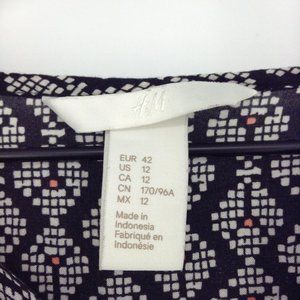 H&M
EUR 42
US 12
CA 12
CN 170/96A
MX 12
Made in
Indonesia
Fabriqué en
Indonésie